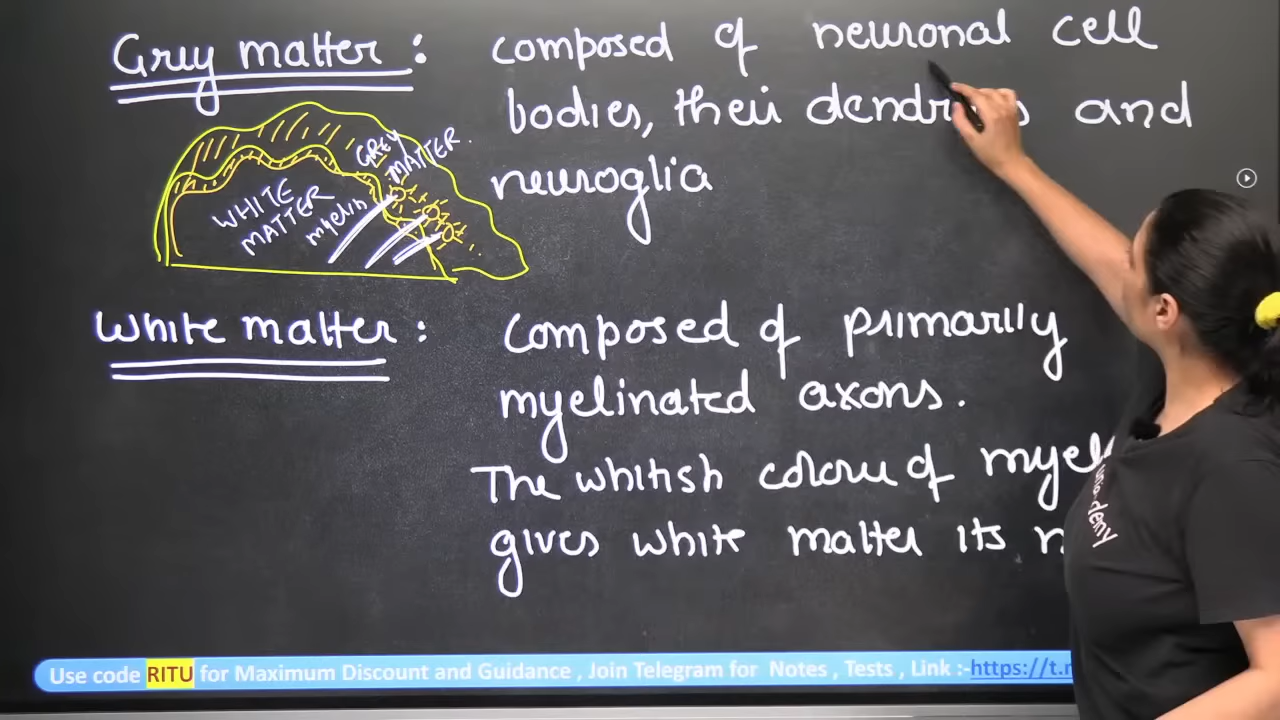 Grey matter : composed of neuronal cell
bodies, their and
neuroglia
GREY
MATTER.
WHITE
MATTER
myelin
White matter : composed of primarily
myelinated axons.
The whitish colour of
gives white matter its
Use code RITU for Maximum Discount and Guidance , Join Telegram for Notes , Tests , Link :-https://t.